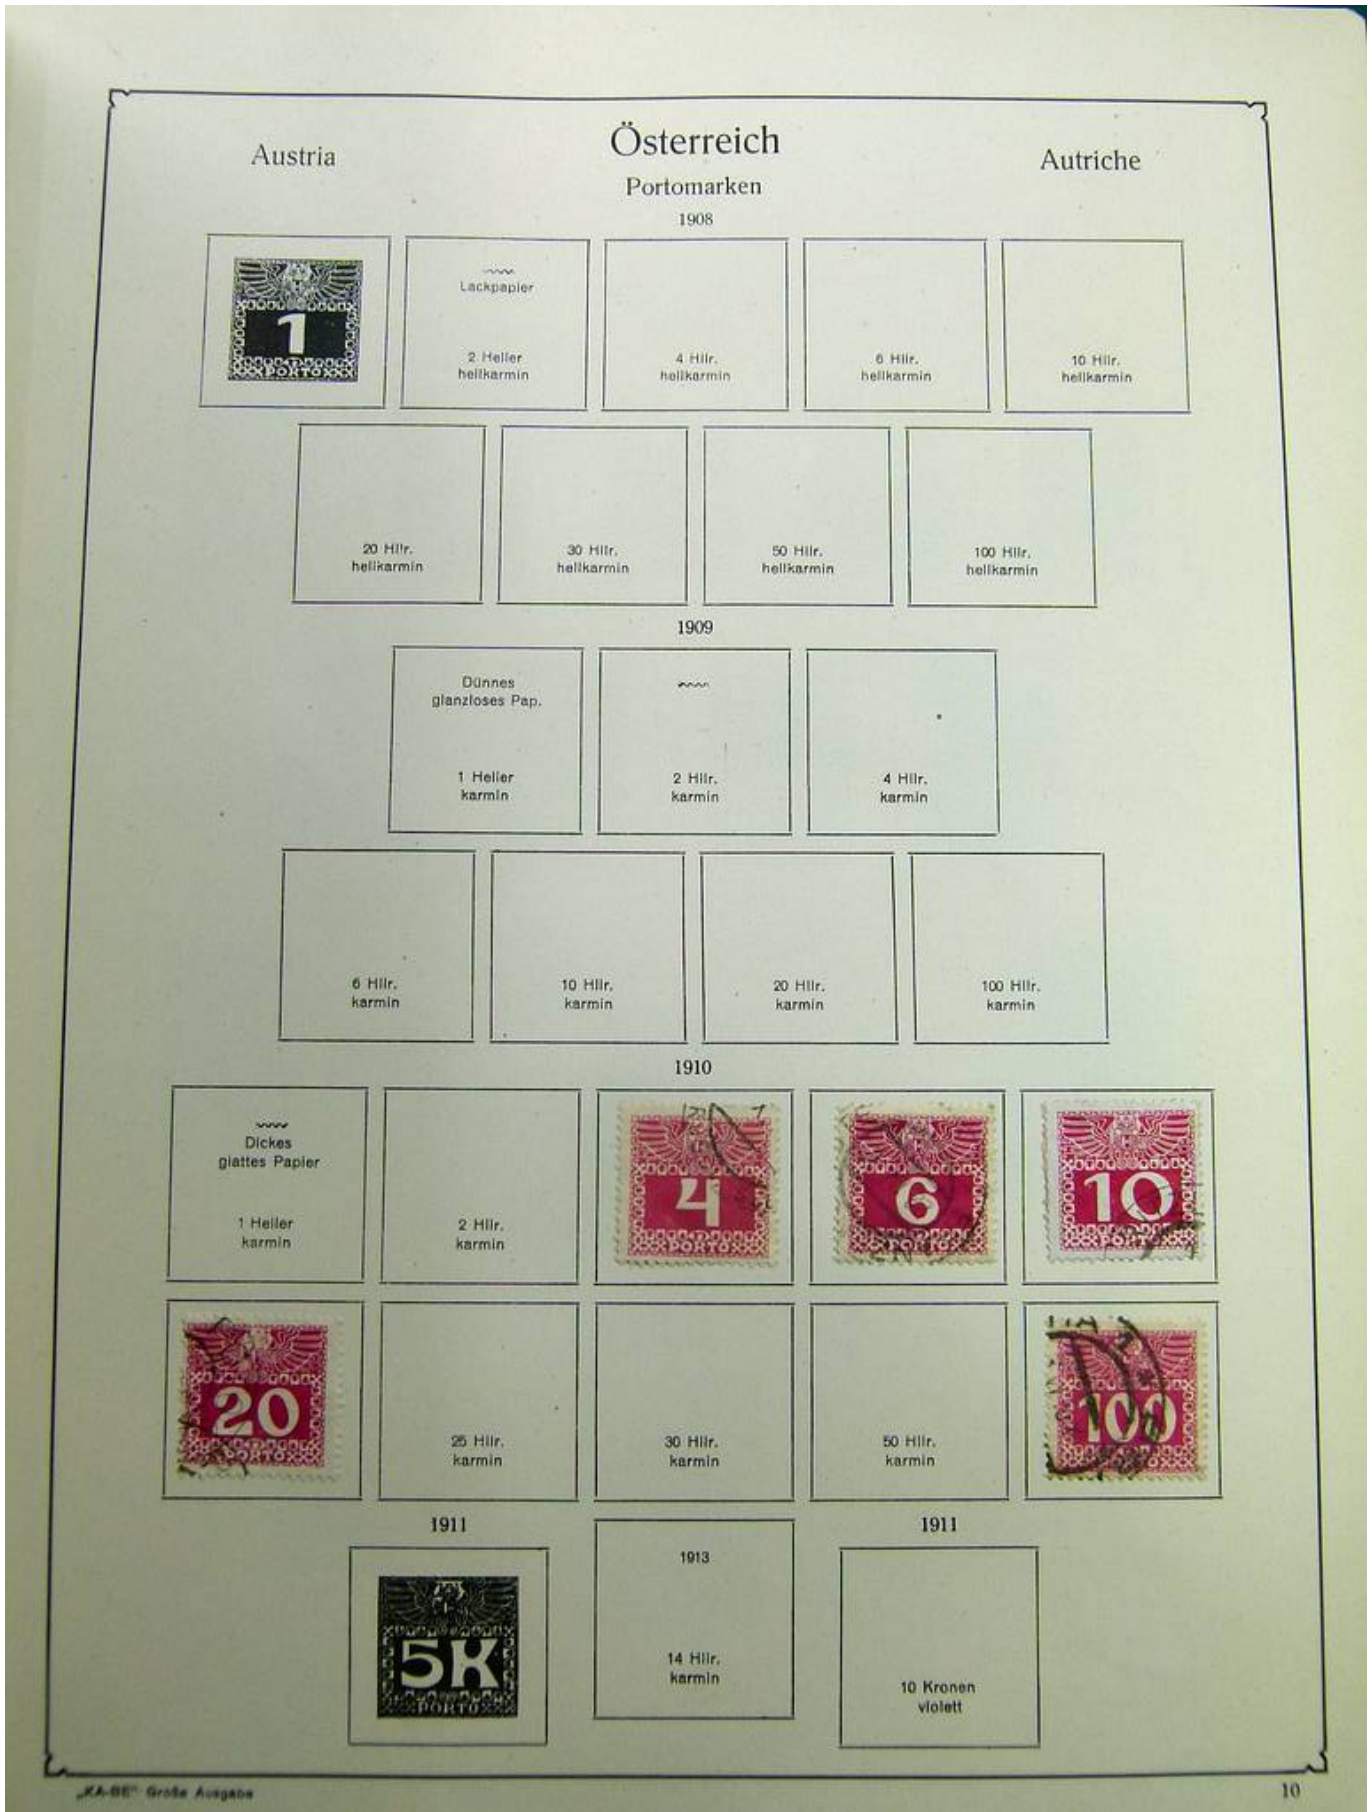 Austria
Österreich
Autriche
Portomarken
1908
1
PORTO
Lackpapier
2 Heller
hellkarmin
4 Hllr.
hellkarmin
6 Hllr.
hellkarmin
10 Hllr.
hellkarmin
20 Hllr.
hellkarmin
30 Hllr.
hellkarmin
50 Hllr.
hellkarmin
100 Hllr.
hellkarmin
1909
Dünnes
glanzloses Pap.
1 Heller
karmin
2 Hllr.
karmin
4 Hllr.
karmin
6 Hllr.
karmin
10 Hllr.
karmin
20 Hllr.
karmin
100 Hllr.
karmin
1910
Dickes
glattes Papier
1 Heller
karmin
2 Hllr.
karmin
4
PORTO
6
PORTO
10
PORTO
20
PORTO
25 Hllr.
karmin
30 Hllr.
karmin
50 Hllr.
karmin
100
PORTO
1911
5K
PORTO
1913
14 Hllr.
karmin
1911
10 Kronen
violett
„KA-BE" Große Ausgabe
10